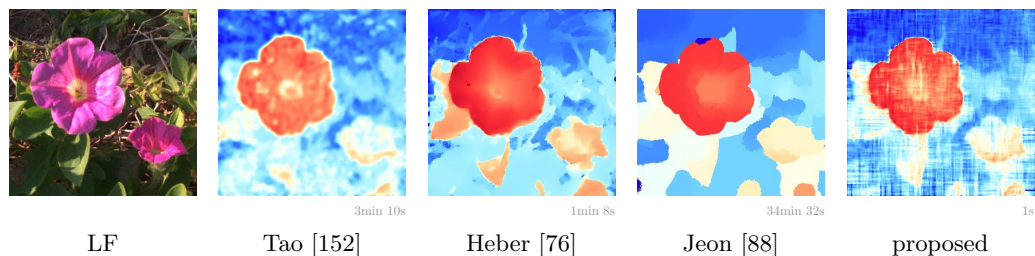 3min 10s 1min 8s 34min 32s 1s
LF Tao [152] Heber [76] Jeon [88] proposed